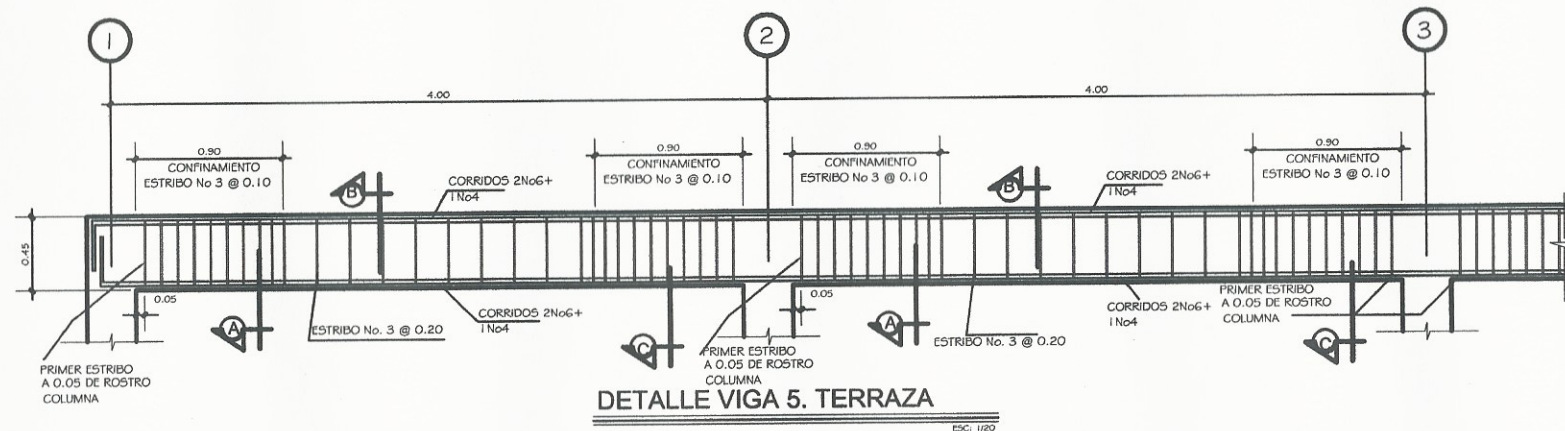 1
2
3
4.00
4.00
0.90
CONFINAMIENTO
ESTRIBO No 3 @ 0.10
0.90
CONFINAMIENTO
ESTRIBO No 3 @ 0.10
0.90
CONFINAMIENTO
ESTRIBO No 3 @ 0.10
0.90
CONFINAMIENTO
ESTRIBO No 3 @ 0.10
B
CORRIDOS 2No6+
1No4
B
CORRIDOS 2No6+
1No4
0.45
0.05
A
ESTRIBO No. 3 @ 0.20
CORRIDOS 2No6+
1No4
C
0.05
A
ESTRIBO No. 3 @ 0.20
CORRIDOS 2No6+
1No4
PRIMER ESTRIBO
A 0.05 DE ROSTRO
COLUMNA
C
PRIMER ESTRIBO
A 0.05 DE ROSTRO
COLUMNA
PRIMER ESTRIBO
A 0.05 DE ROSTRO
COLUMNA
DETALLE VIGA 5. TERRAZA
ESC: 1/20